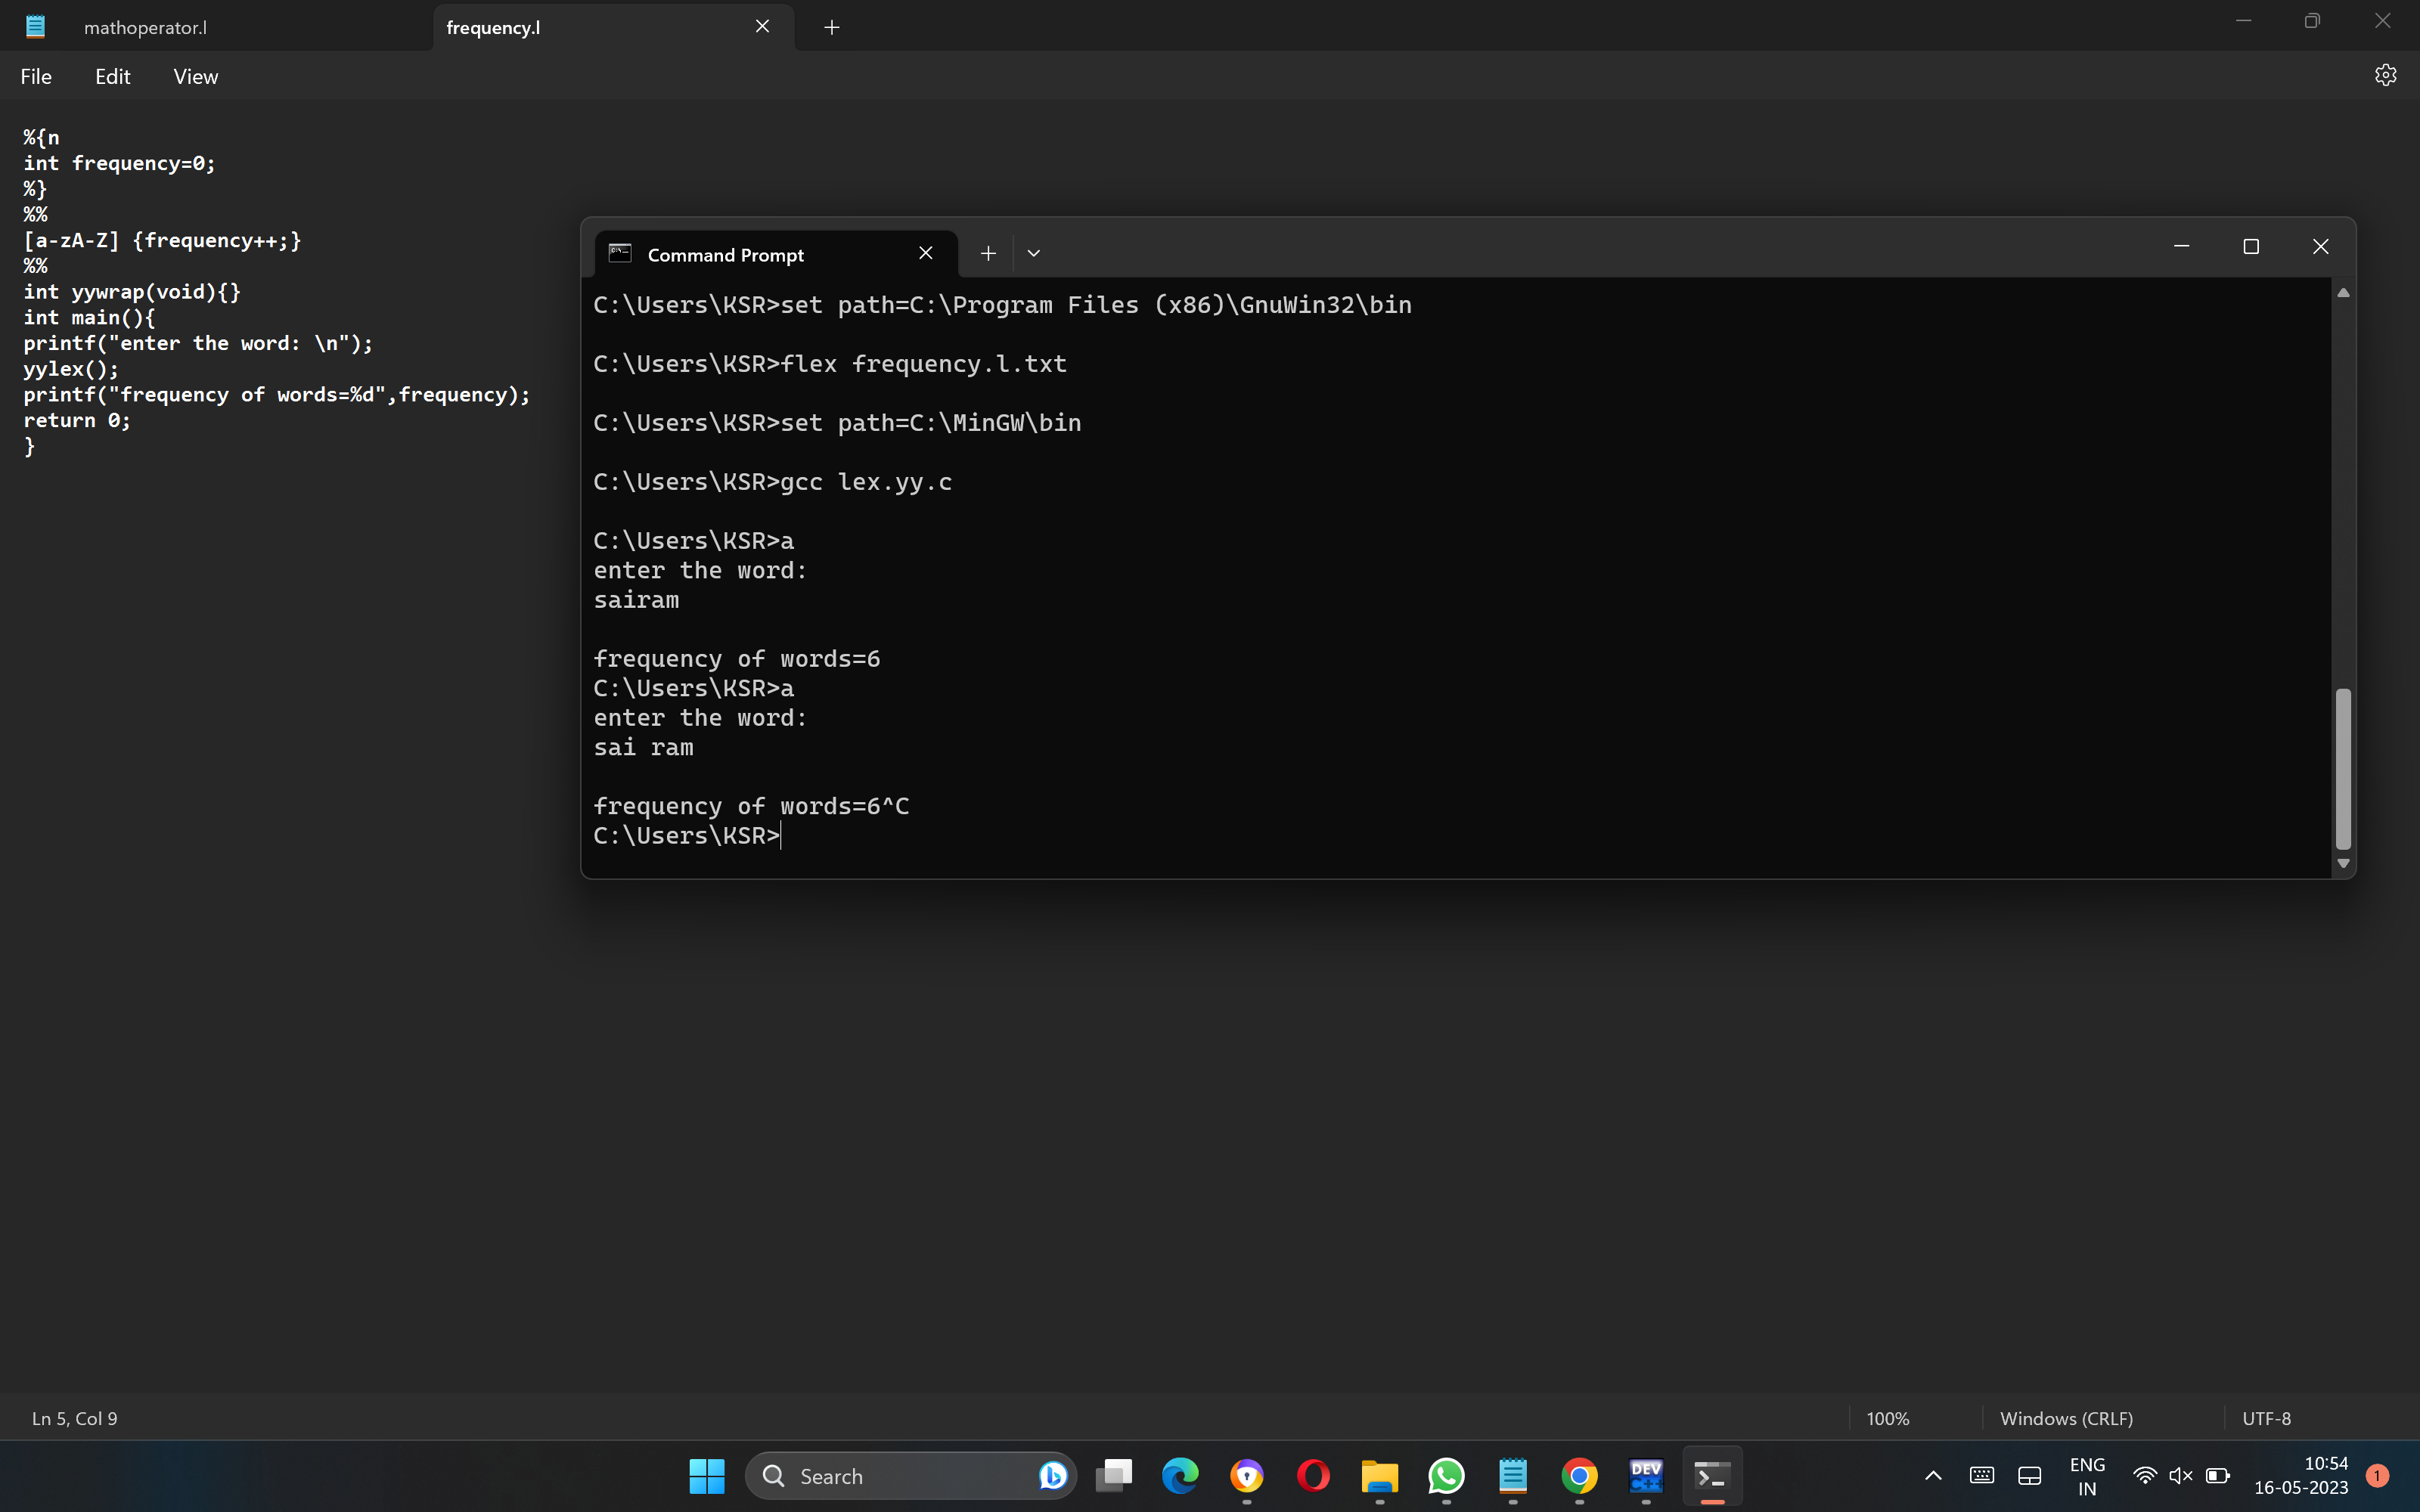 mathoperator.l
frequency.l
File Edit View
%{n
int frequency=0;
%}
%%
[a-zA-Z] {frequency++;}
%%
int yywrap(void){}
int main(){
printf("enter the word: \n");
yylex();
printf("frequency of words=%d",frequency);
return 0;
}
Command Prompt
C:\Users\KSR>set path=C:\Program Files (x86)\GnuWin32\bin
C:\Users\KSR>flex frequency.l.txt
C:\Users\KSR>set path=C:\MinGW\bin
C:\Users\KSR>gcc lex.yy.c
C:\Users\KSR>a
enter the word:
sairam
frequency of words=6
C:\Users\KSR>a
enter the word:
sai ram
frequency of words=6^C
C:\Users\KSR>
Ln 5, Col 9
100%
Windows (CRLF)
UTF-8
Search
DEV
C++
ENG
IN
10:54
16-05-2023
1